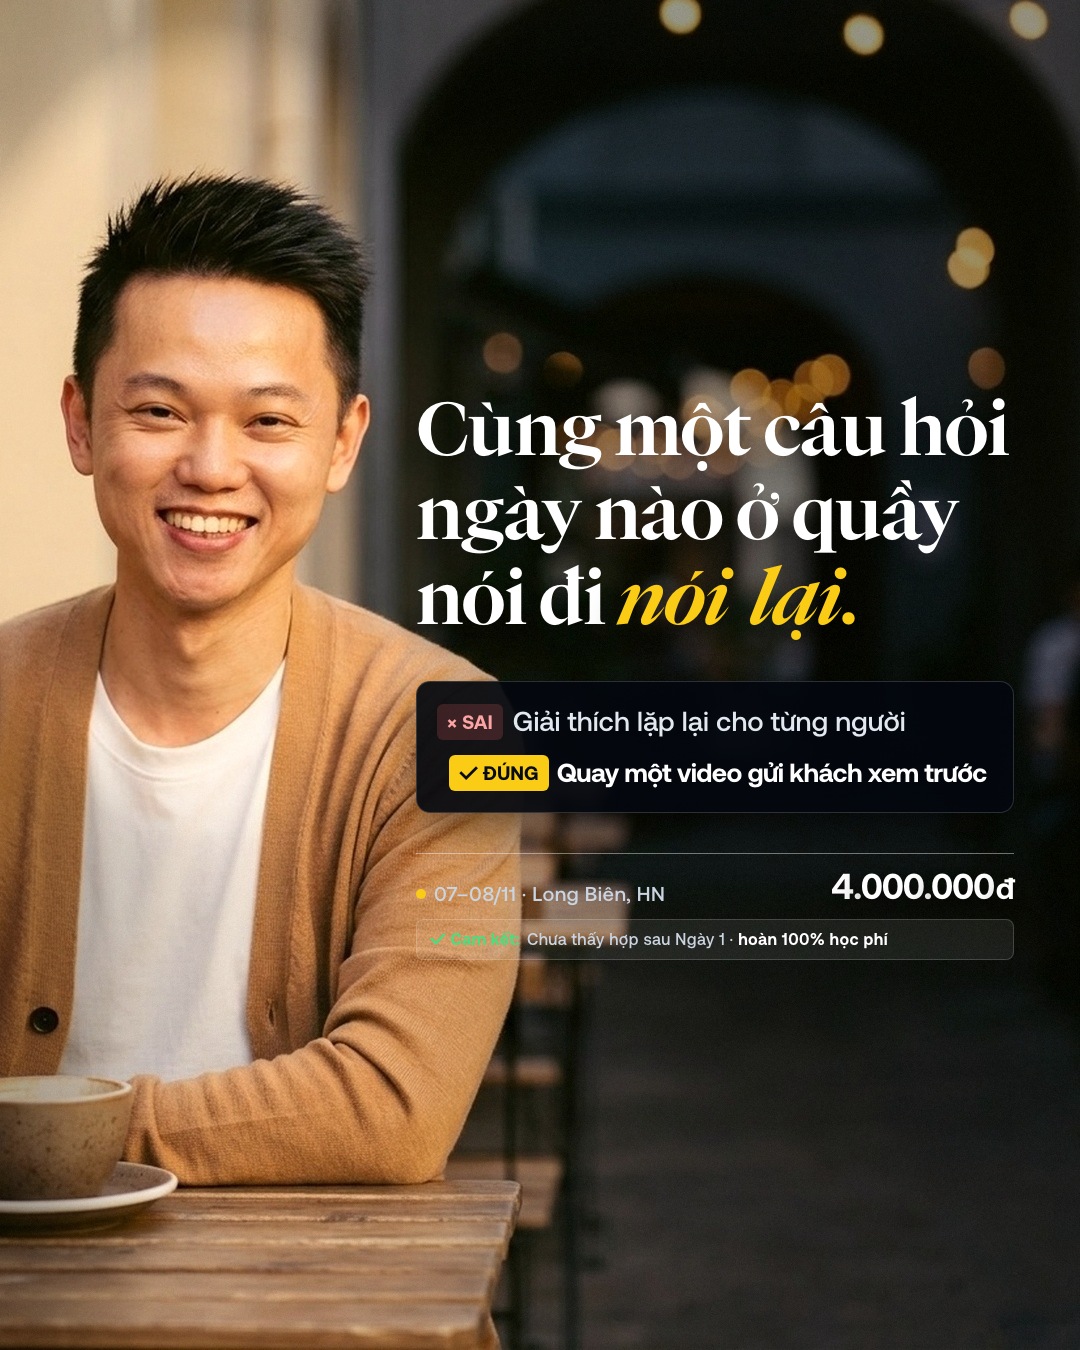 Cùng một câu hỏi
ngày nào ở quầy
nói đi nói lại.
× SAI Giải thích lặp lại cho từng người
✓ ĐÚNG Quay một video gửi khách xem trước
07–08/11 · Long Biên, HN
4.000.000đ
✓ Cam kết: Chưa thấy hợp sau Ngày 1 · hoàn 100% học phí